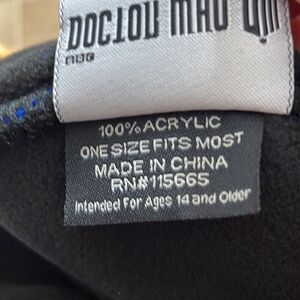 DOCTOR WHO
BBC
100% ACRYLIC
ONE SIZE FITS MOST
MADE IN CHINA
RN#115665
Intended For Ages 14 and Older